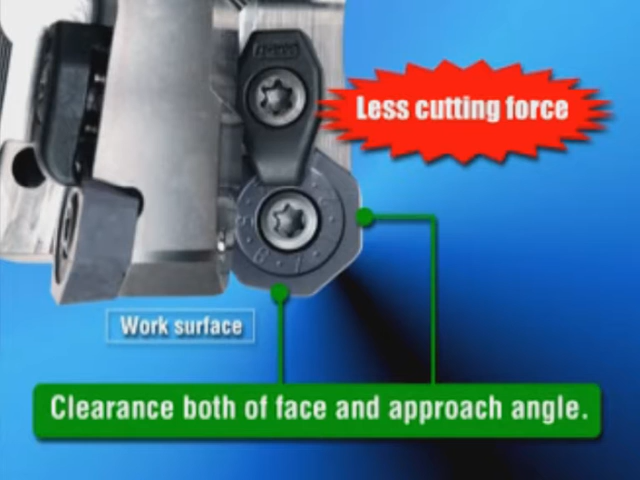 Less cutting force
Work surface
Clearance both of face and approach angle.